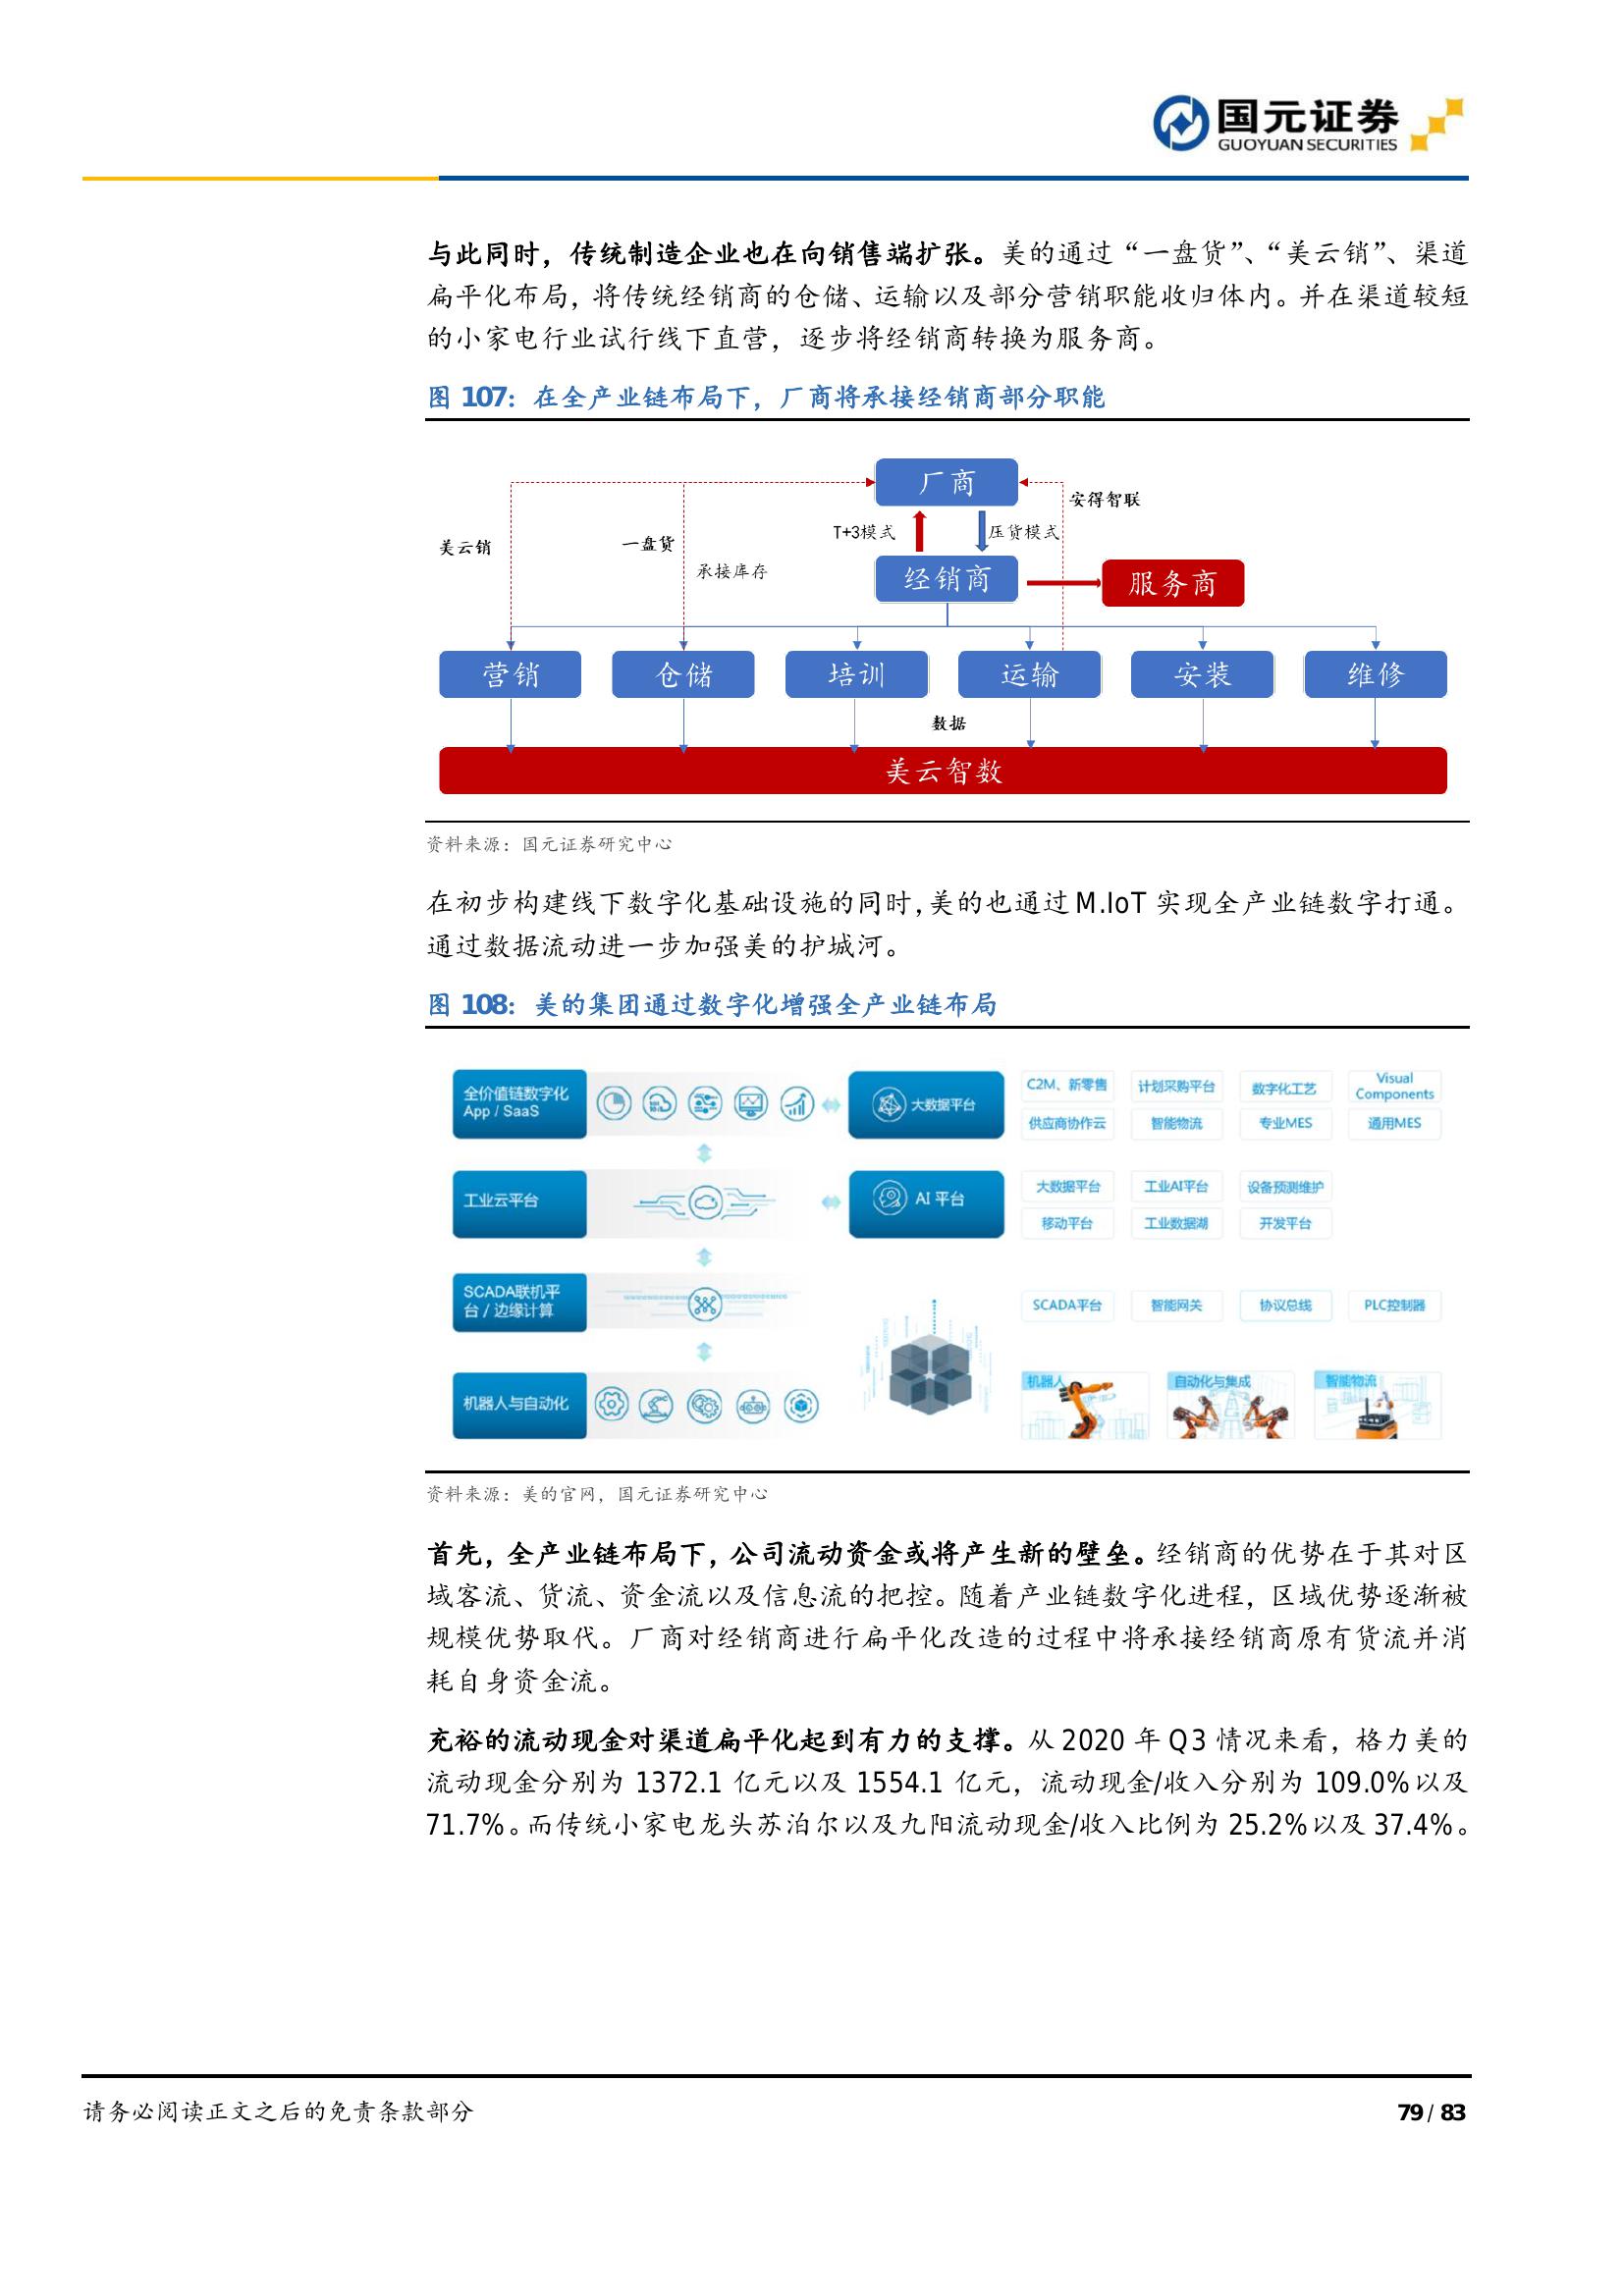 国元证券
GUOYUAN SECURITIES
与此同时，传统制造企业也在向销售端扩张。美的通过“一盘货”、“美云销”、渠道
扁平化布局，将传统经销商的仓储、运输以及部分营销职能收归体内。并在渠道较短
的小家电行业试行线下直营，逐步将经销商转换为服务商。
图 107：在全产业链布局下，厂商将承接经销商部分职能
厂商
安得智联
T+3模式
压货模式
美云销
一盘货
承接库存
经销商
服务商
营销
仓储
培训
运输
安装
维修
数据
美云智数
资料来源：国元证券研究中心
在初步构建线下数字化基础设施的同时，美的也通过 M.IoT 实现全产业链数字打通。
通过数据流动进一步加强美的护城河。
图 108：美的集团通过数字化增强全产业链布局
全价值链数字化
App / SaaS
大数据平台
C2M、新零售
计划采购平台
数字化工艺
Visual
Components
供应商协作云
智能物流
专业MES
通用MES
工业云平台
AI 平台
大数据平台
工业AI平台
设备预测维护
移动平台
工业数据湖
开发平台
SCADA联机平
台 / 边缘计算
SCADA平台
智能网关
协议总线
PLC控制器
机器人与自动化
机器人
自动化与集成
智能物流
资料来源：美的官网，国元证券研究中心
首先，全产业链布局下，公司流动资金或将产生新的壁垒。经销商的优势在于其对区
域客流、货流、资金流以及信息流的把控。随着产业链数字化进程，区域优势逐渐被
规模优势取代。厂商对经销商进行扁平化改造的过程中将承接经销商原有货流并消
耗自身资金流。
充裕的流动现金对渠道扁平化起到有力的支撑。从 2020 年 Q3 情况来看，格力美的
流动现金分别为 1372.1 亿元以及 1554.1 亿元，流动现金/收入分别为 109.0%以及
71.7%。而传统小家电龙头苏泊尔以及九阳流动现金/收入比例为 25.2%以及 37.4%。
请务必阅读正文之后的免责条款部分
79 / 83